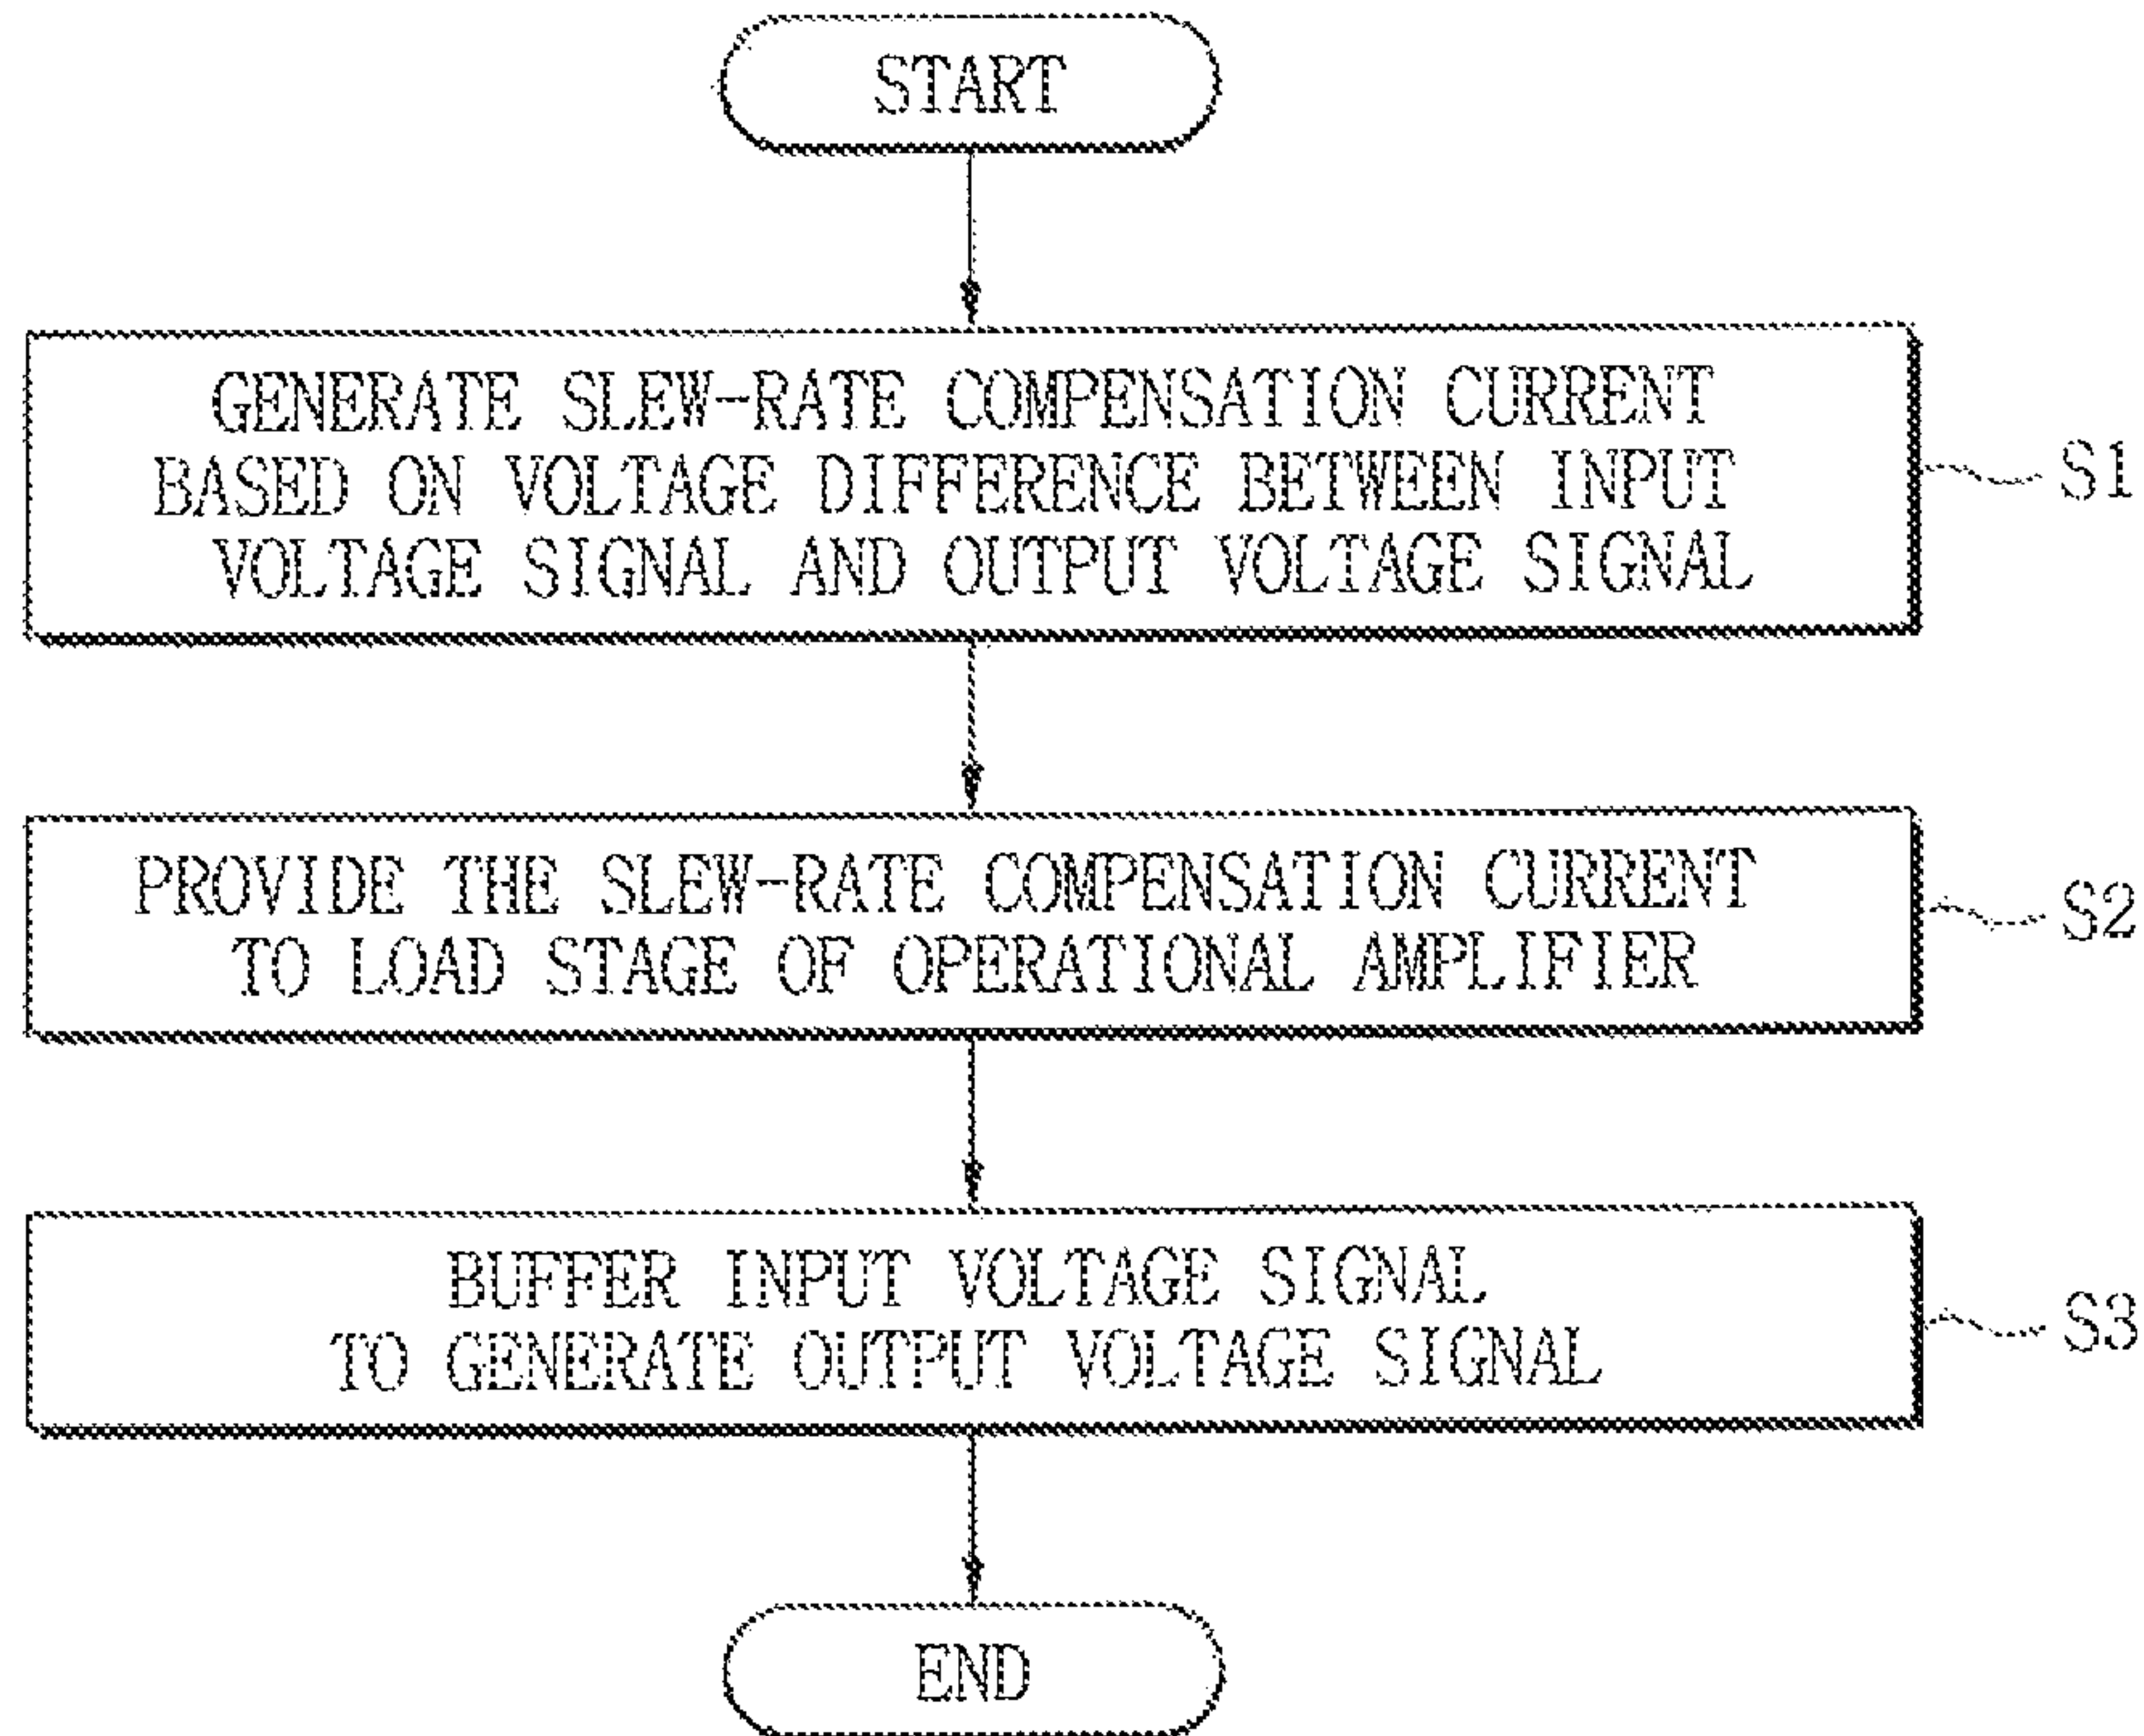 START
GENERATE SLEW-RATE COMPENSATION CURRENT
BASED ON VOLTAGE DIFFERENCE BETWEEN INPUT
VOLTAGE SIGNAL AND OUTPUT VOLTAGE SIGNAL
S1
PROVIDE THE SLEW-RATE COMPENSATION CURRENT
TO LOAD STAGE OF OPERATIONAL AMPLIFIER
S2
BUFFER INPUT VOLTAGE SIGNAL
TO GENERATE OUTPUT VOLTAGE SIGNAL
S3
END